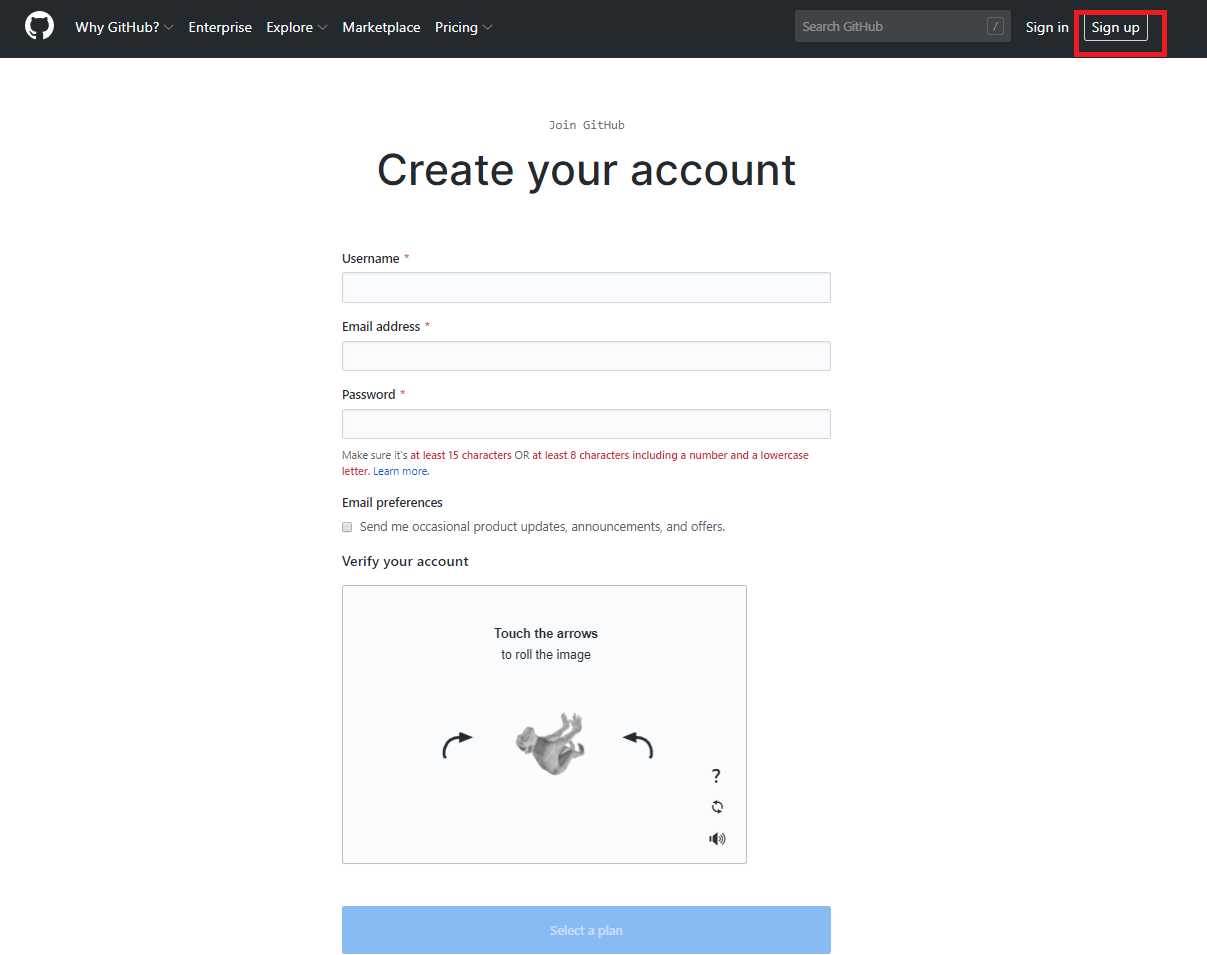 Why GitHub? Enterprise Explore Marketplace Pricing Search GitHub / Sign in Sign up
Join GitHub
Create your account
Username *
Email address *
Password *
Make sure it's at least 15 characters OR at least 8 characters including a number and a lowercase
letter. Learn more.
Email preferences
Send me occasional product updates, announcements, and offers.
Verify your account
Touch the arrows
to roll the image
?
Select a plan